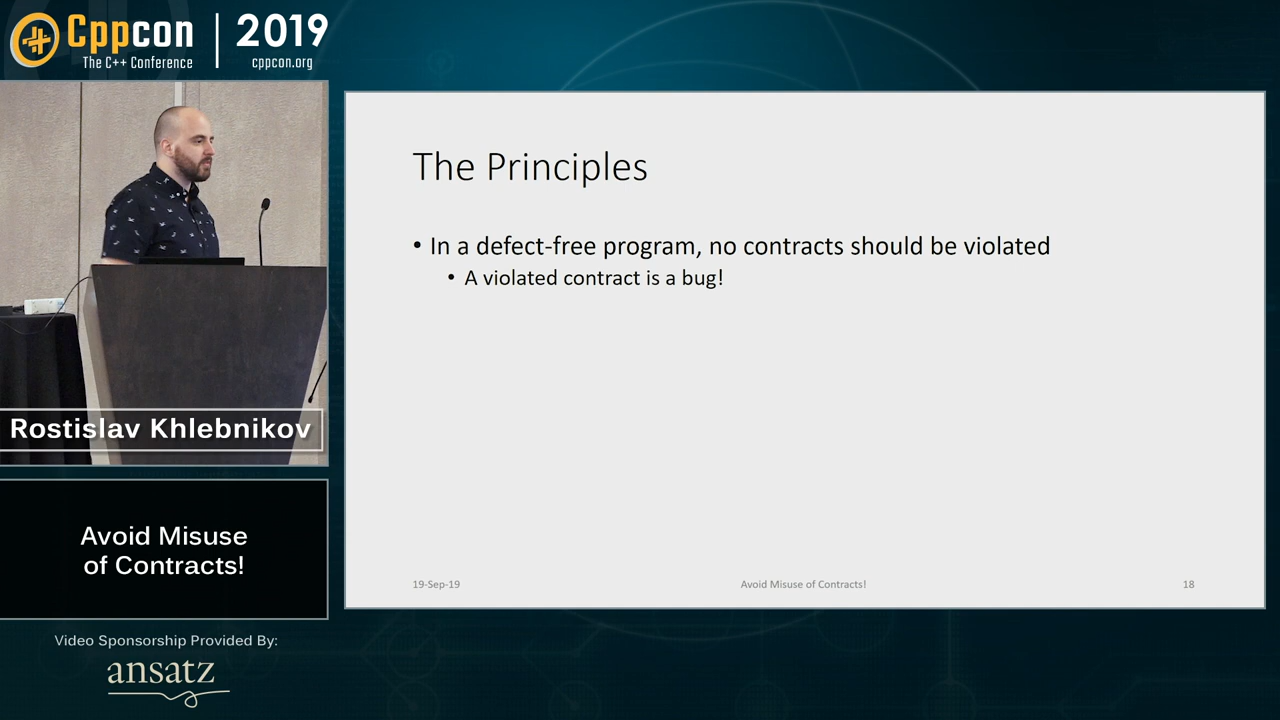 Cppcon
The C++ Conference
2019
cppcon.org
Rostislav Khlebnikov
Avoid Misuse
of Contracts!
Video Sponsorship Provided By:
ansatz
The Principles
• In a defect-free program, no contracts should be violated
• A violated contract is a bug!
19-Sep-19
Avoid Misuse of Contracts!
18